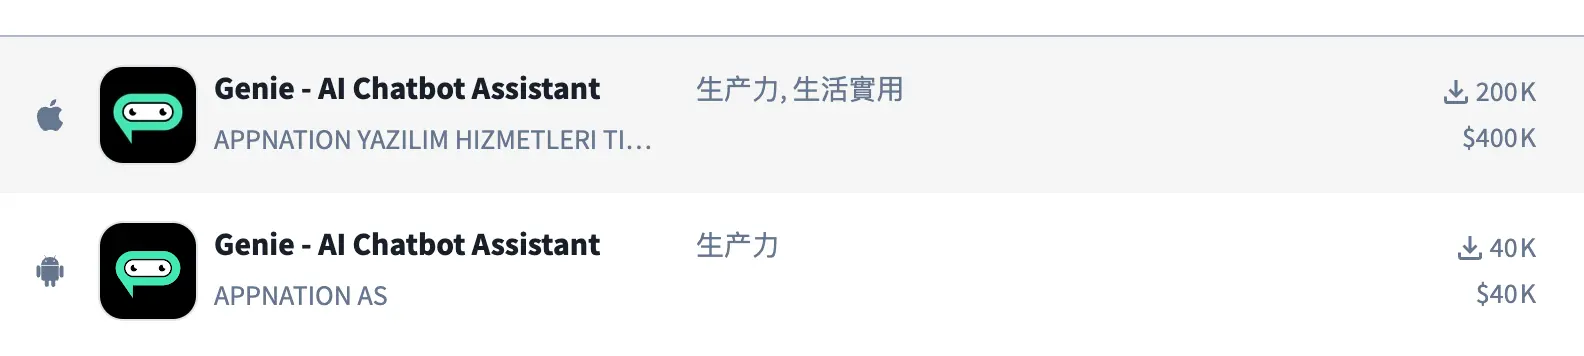 Genie - AI Chatbot Assistant 生产力, 生活實用 200K
APPNATION YAZILIM HIZMETLERI TI... $400K
Genie - AI Chatbot Assistant 生产力 40K
APPNATION AS $40K